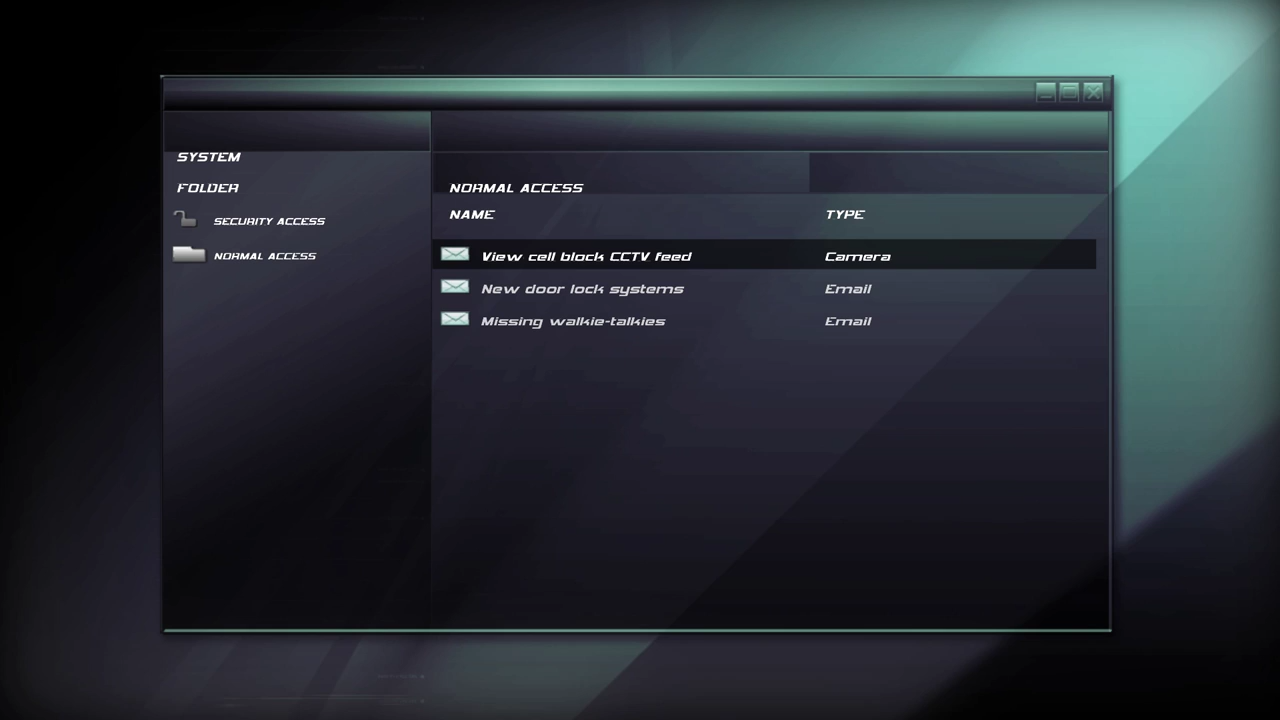 SYSTEM
FOLDER
SECURITY ACCESS
NORMAL ACCESS
NORMAL ACCESS
NAME TYPE
View cell block CCTV feed Camera
New door lock systems Email
Missing walkie-talkies Email